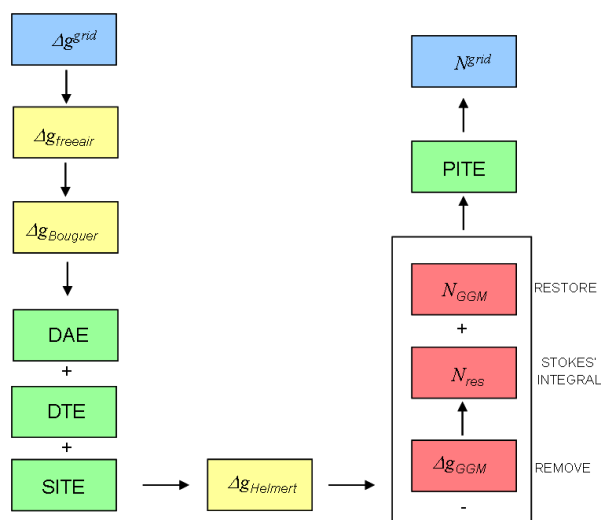 Δg^grid
Δg_freeair
Δg_Bouguer
DAE
+
DTE
+
SITE
Δg_Helmert
N^grid
PITE
N_GGM
RESTORE
+
N_res
STOKES'
INTEGRAL
Δg_GGM
REMOVE
-